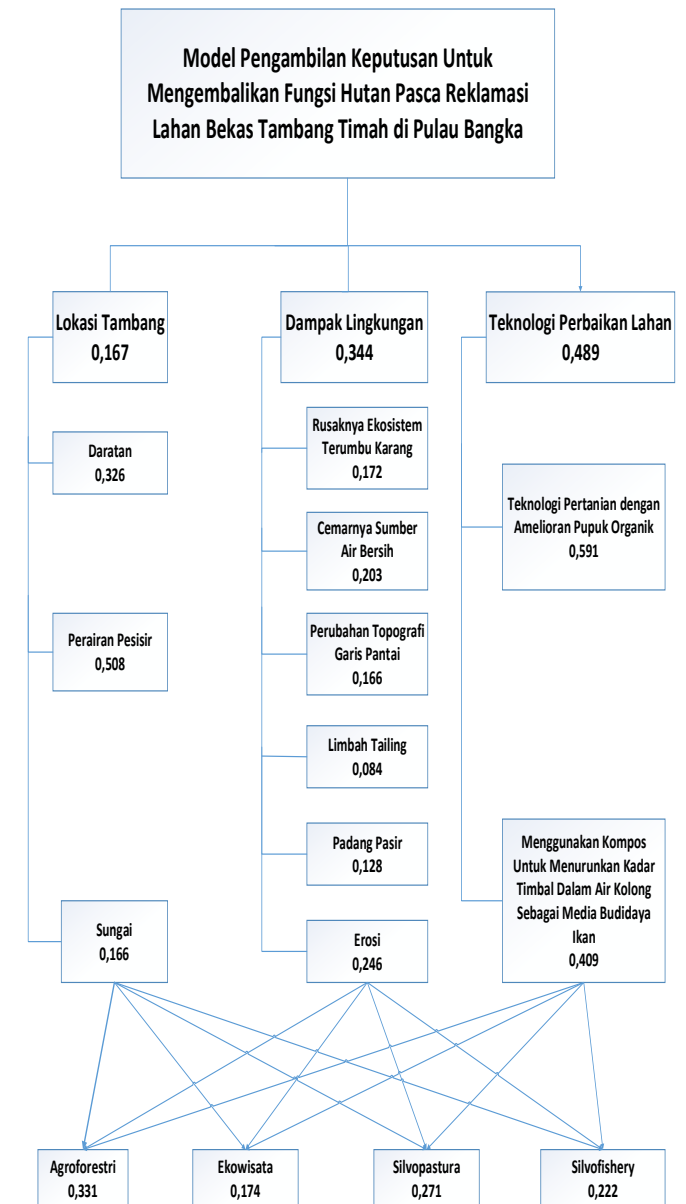 Model Pengambilan Keputusan Untuk
Mengembalikan Fungsi Hutan Pasca Reklamasi
Lahan Bekas Tambang Timah di Pulau Bangka
Lokasi Tambang
0,167
Dampak Lingkungan
0,344
Teknologi Perbaikan Lahan
0,489
Daratan
0,326
Perairan Pesisir
0,508
Sungai
0,166
Rusaknya Ekosistem
Terumbu Karang
0,172
Cemarnya Sumber
Air Bersih
0,203
Perubahan Topografi
Garis Pantai
0,166
Limbah Tailing
0,084
Padang Pasir
0,128
Erosi
0,246
Teknologi Pertanian dengan
Amelioran Pupuk Organik
0,591
Menggunakan Kompos
Untuk Menurunkan Kadar
Timbal Dalam Air Kolong
Sebagai Media Budidaya
Ikan
0,409
Agroforestri
0,331
Ekowisata
0,174
Silvopastura
0,271
Silvofishery
0,222